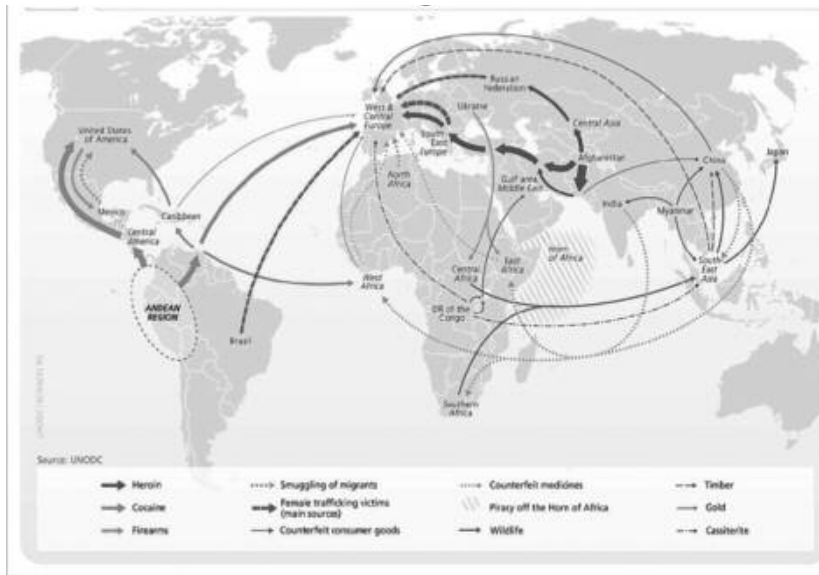 Russian
Federation
West &
Central
Europe
Ukraine
United States
of America
South
East
Europe
Central Asia
Afghanistan
China
Japan
North
Africa
Gulf area,
Middle East
Mexico
Caribbean
India
Myanmar
Central
America
Horn
of Africa
South
East
Asia
West
Africa
Central
Africa
East
Africa
ANDEAN
REGION
DR of the
Congo
Brazil
Southern
Africa
Source: UNODC
Heroin
Smuggling of migrants
Counterfeit medicines
Timber
Cocaine
Female trafficking victims
(main sources)
Piracy off the Horn of Africa
Gold
Firearms
Counterfeit consumer goods
Wildlife
Cassiterite